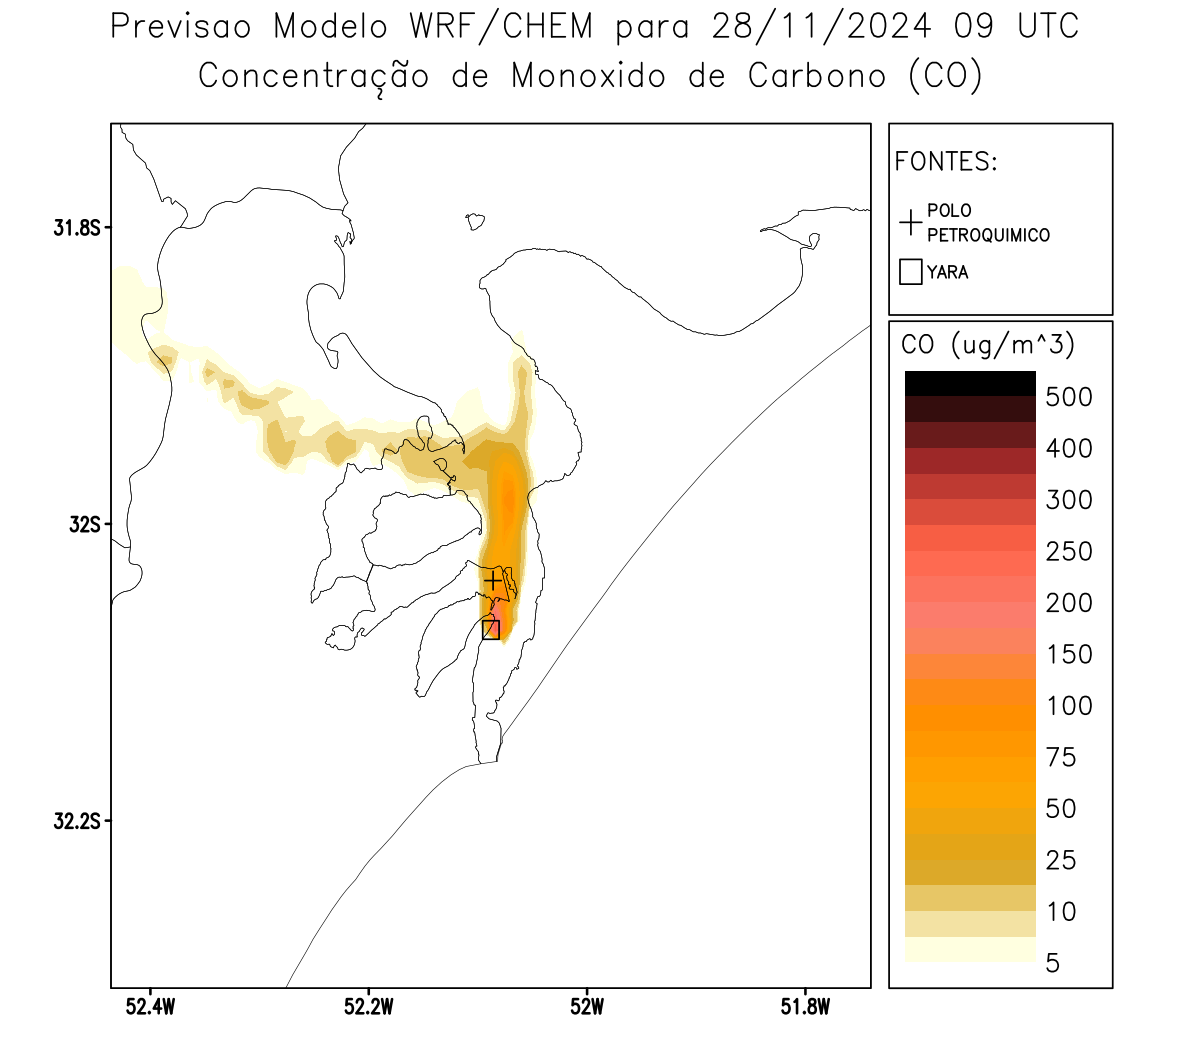 Previsao Modelo WRF/CHEM para 28/11/2024 09 UTC
Concentração de Monoxido de Carbono (CO)
FONTES:
POLO
PETROQUIMICO
YARA
CO (ug/m^3)
500
400
300
250
200
150
100
75
50
25
10
5
31.8S
32S
32.2S
52.4W
52.2W
52W
51.8W